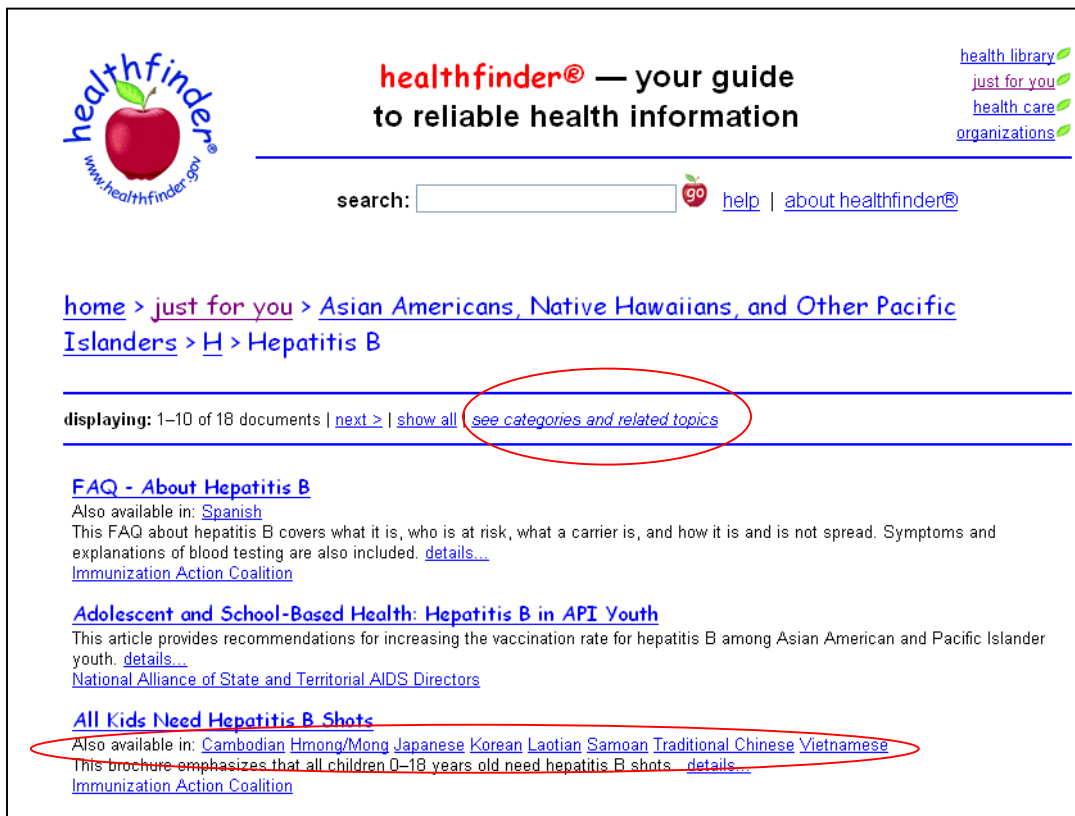 healthfinder®
www.healthfinder.gov
healthfinder® — your guide
to reliable health information
health library
just for you
health care
organizations
search: go help | about healthfinder®
home > just for you > Asian Americans, Native Hawaiians, and Other Pacific
Islanders > H > Hepatitis B
displaying: 1–10 of 18 documents | next > | show all | see categories and related topics
FAQ - About Hepatitis B
Also available in: Spanish
This FAQ about hepatitis B covers what it is, who is at risk, what a carrier is, and how it is and is not spread. Symptoms and
explanations of blood testing are also included. details...
Immunization Action Coalition
Adolescent and School-Based Health: Hepatitis B in API Youth
This article provides recommendations for increasing the vaccination rate for hepatitis B among Asian American and Pacific Islander
youth. details...
National Alliance of State and Territorial AIDS Directors
All Kids Need Hepatitis B Shots
Also available in: Cambodian Hmong/Mong Japanese Korean Laotian Samoan Traditional Chinese Vietnamese
This brochure emphasizes that all children 0–18 years old need hepatitis B shots. details...
Immunization Action Coalition